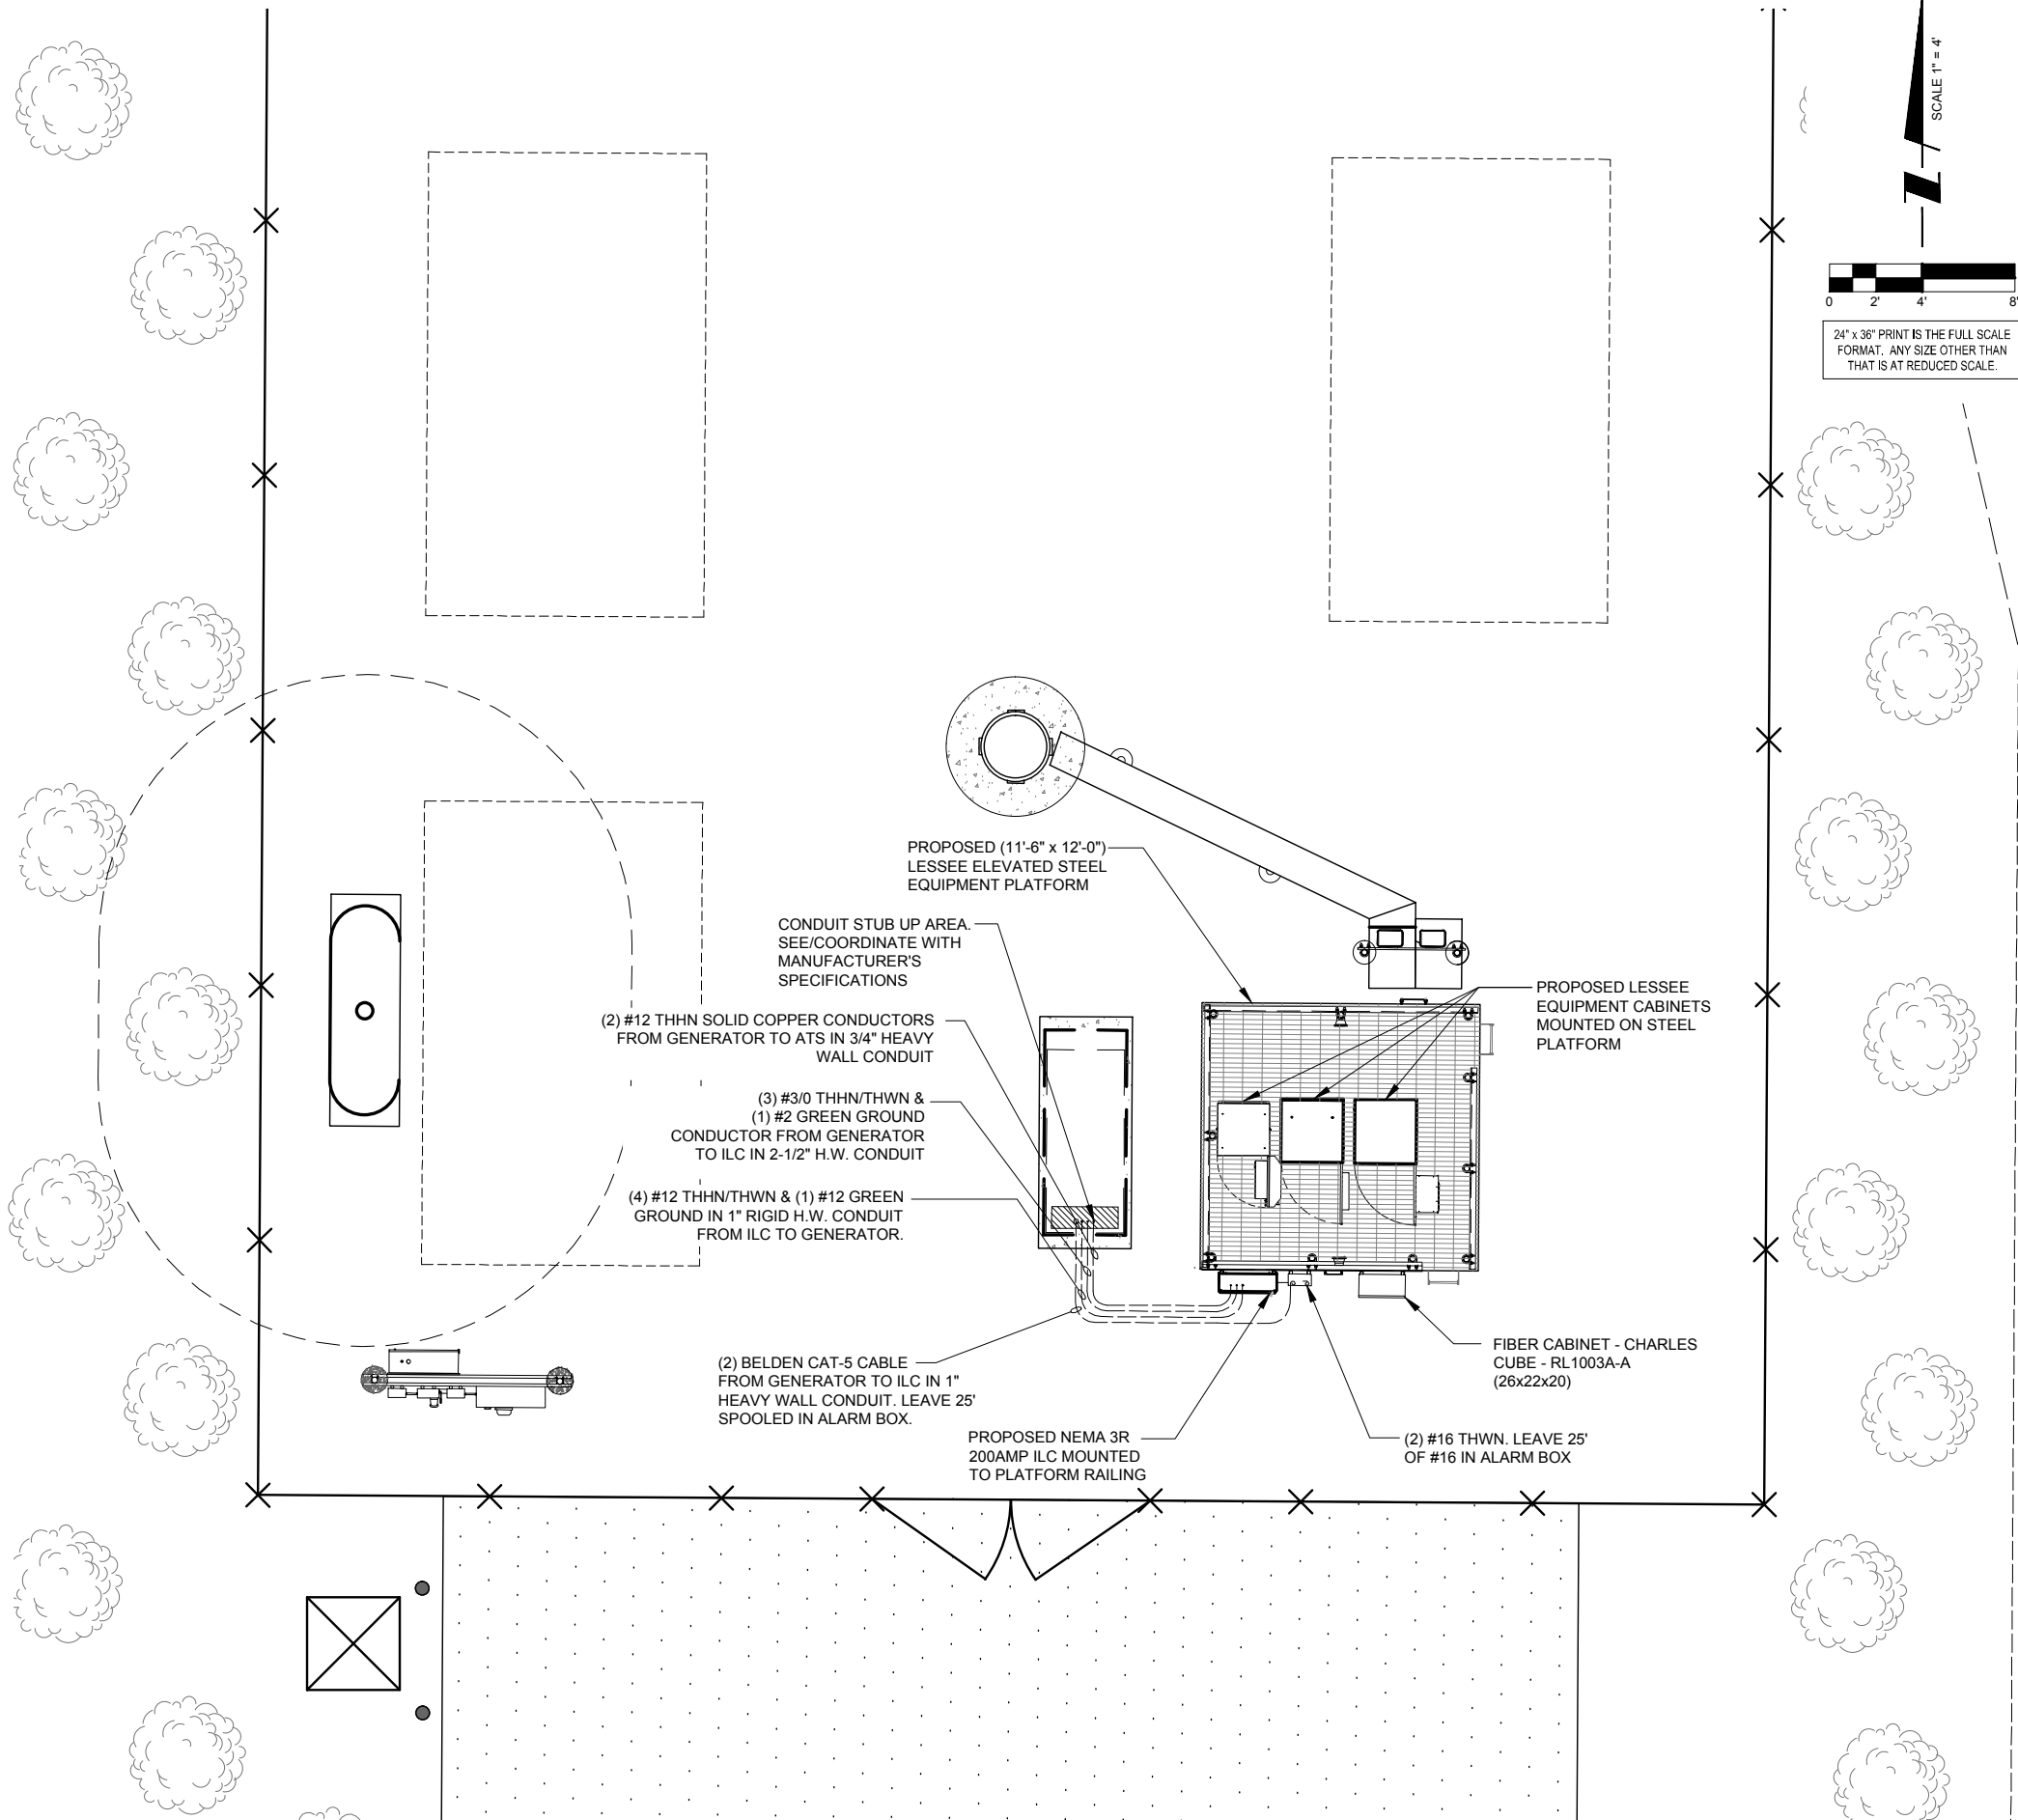 SCALE 1" = 4'
0 2' 4' 8'
24" x 36" PRINT IS THE FULL SCALE
FORMAT. ANY SIZE OTHER THAN
THAT IS AT REDUCED SCALE.
PROPOSED (11'-6" x 12'-0")
LESSEE ELEVATED STEEL
EQUIPMENT PLATFORM
CONDUIT STUB UP AREA.
SEE/COORDINATE WITH
MANUFACTURER'S
SPECIFICATIONS
PROPOSED LESSEE
EQUIPMENT CABINETS
MOUNTED ON STEEL
PLATFORM
(2) #12 THHN SOLID COPPER CONDUCTORS
FROM GENERATOR TO ATS IN 3/4" HEAVY
WALL CONDUIT
(3) #3/0 THHN/THWN &
(1) #2 GREEN GROUND
CONDUCTOR FROM GENERATOR
TO ILC IN 2-1/2" H.W. CONDUIT
(4) #12 THHN/THWN & (1) #12 GREEN
GROUND IN 1" RIGID H.W. CONDUIT
FROM ILC TO GENERATOR.
FIBER CABINET - CHARLES
CUBE - RL1003A-A
(26x22x20)
(2) BELDEN CAT-5 CABLE
FROM GENERATOR TO ILC IN 1"
HEAVY WALL CONDUIT. LEAVE 25'
SPOOLED IN ALARM BOX.
PROPOSED NEMA 3R
200AMP ILC MOUNTED
TO PLATFORM RAILING
(2) #16 THWN. LEAVE 25'
OF #16 IN ALARM BOX